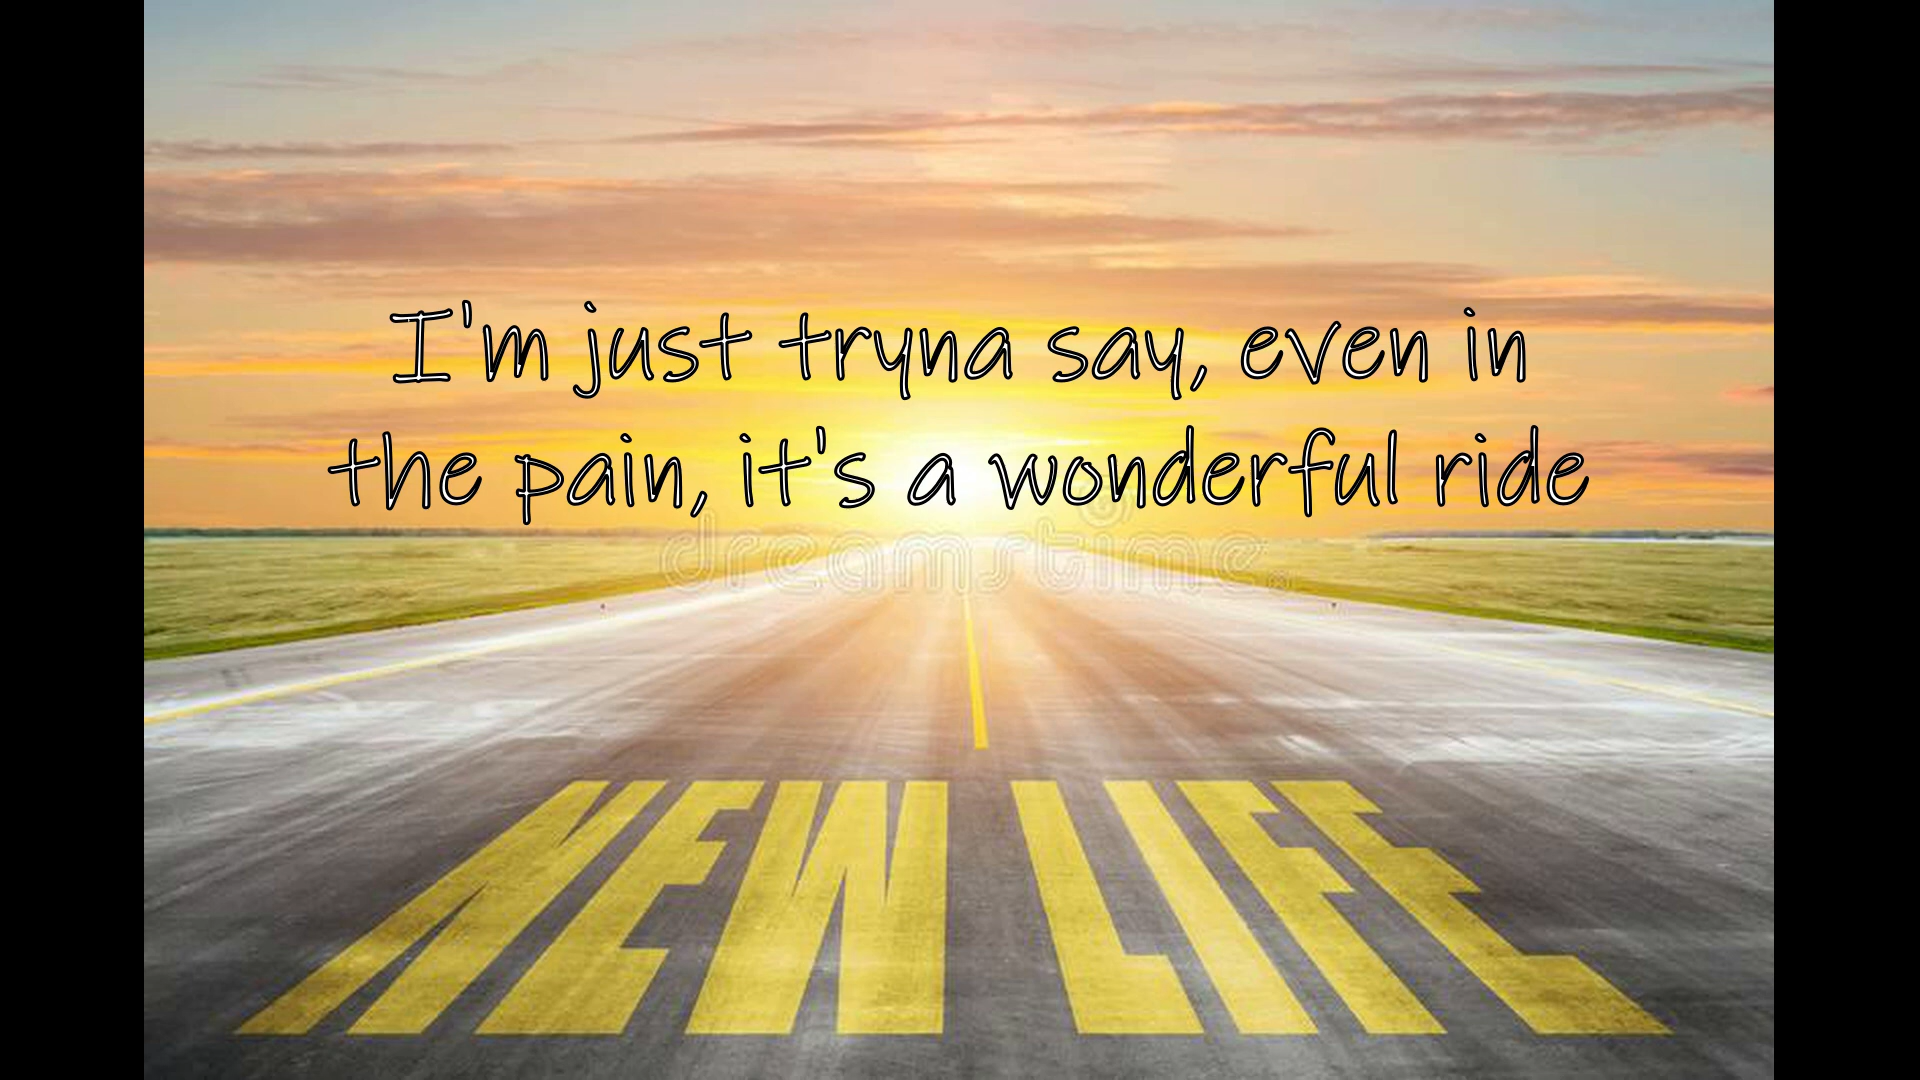 I'm just tryna say, even in
the pain, it's a wonderful ride
dreamstime.
NEW LIFE